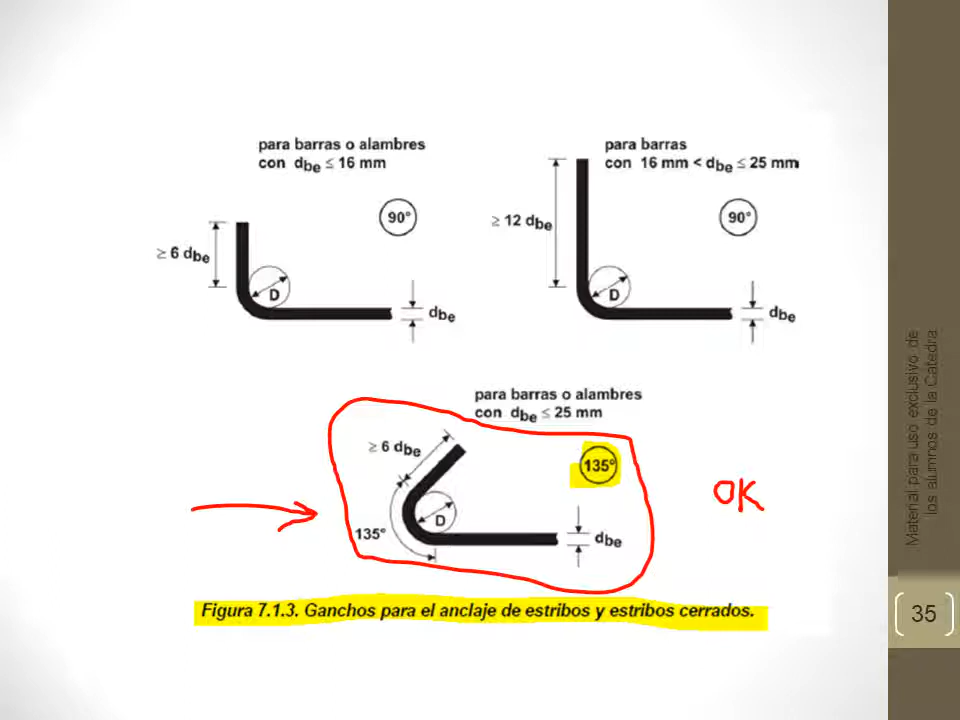 para barras o alambres
con dbe ≤ 16 mm
para barras
con 16 mm < dbe ≤ 25 mm
90°
90°
≥ 6 dbe
≥ 12 dbe
D
D
dbe
dbe
para barras o alambres
con dbe ≤ 25 mm
≥ 6 dbe
135°
OK
D
135°
dbe
Figura 7.1.3. Ganchos para el anclaje de estribos y estribos cerrados.
Material para uso exclusivo de
los alumnos de la Catedra
35